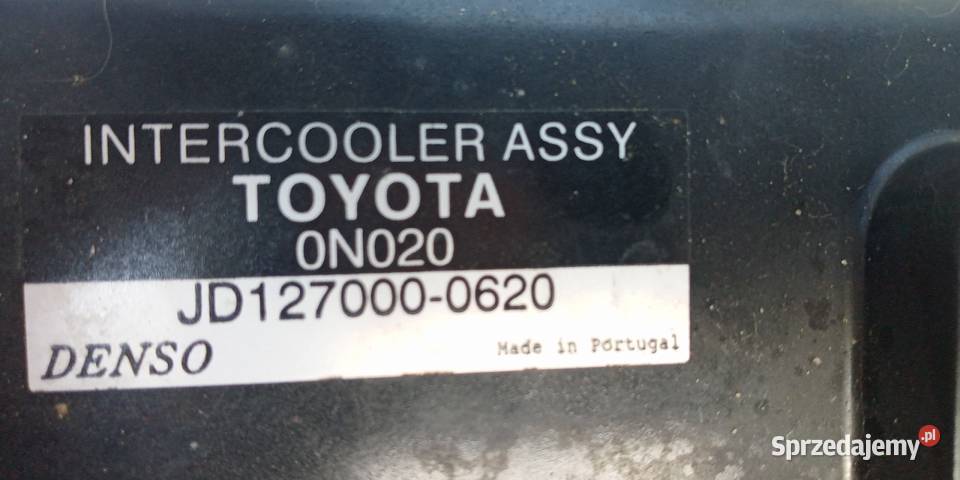 INTERCOOLER ASSY
TOYOTA
0N020
JD127000-0620
DENSO
Made in Portugal
Sprzedajemy.pl